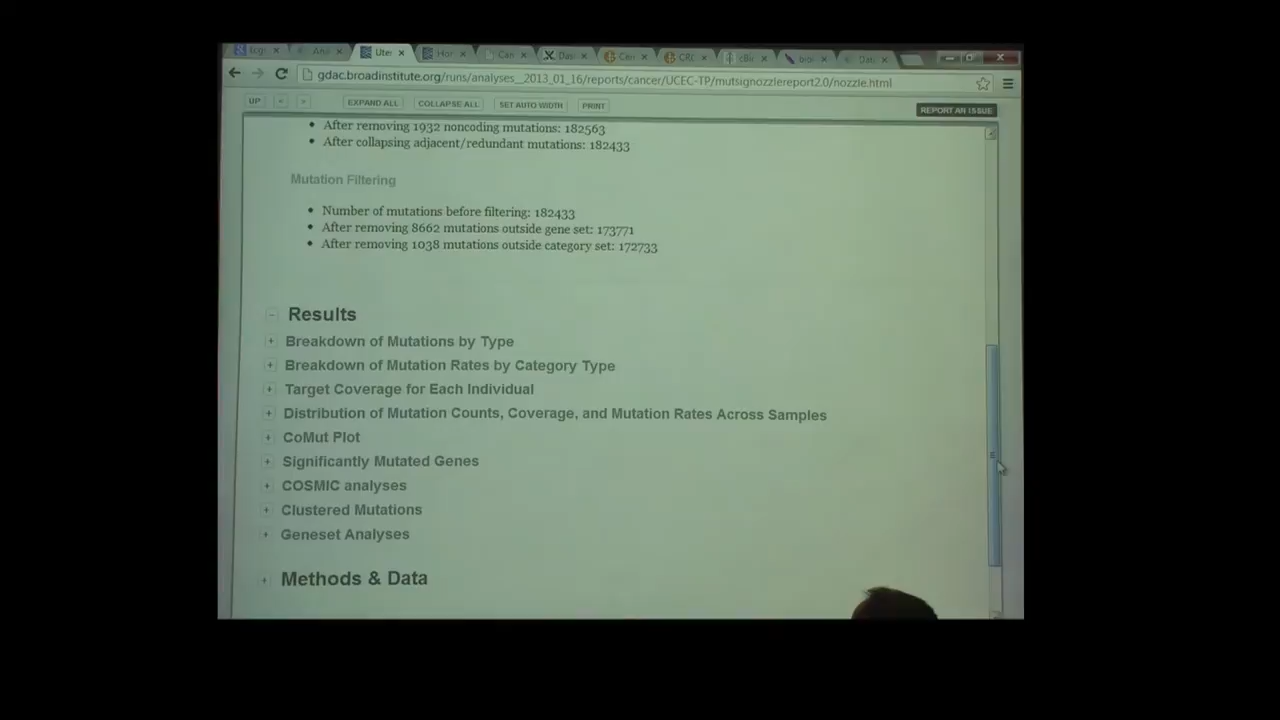 Ute
Hor
Can
gdac.broadinstitute.org/runs/analyses__2013_01_16/reports/cancer/UCEC-TP/mutsignozzlereport2.0/nozzle.html
UP
EXPAND ALL
COLLAPSE ALL
SET AUTO WIDTH
PRINT
REPORT AN ISSUE
• After removing 1932 noncoding mutations: 182563
• After collapsing adjacent/redundant mutations: 182433
Mutation Filtering
• Number of mutations before filtering: 182433
• After removing 8662 mutations outside gene set: 173771
• After removing 1038 mutations outside category set: 172733
Results
Breakdown of Mutations by Type
Breakdown of Mutation Rates by Category Type
Target Coverage for Each Individual
Distribution of Mutation Counts, Coverage, and Mutation Rates Across Samples
CoMut Plot
Significantly Mutated Genes
COSMIC analyses
Clustered Mutations
Geneset Analyses
Methods & Data